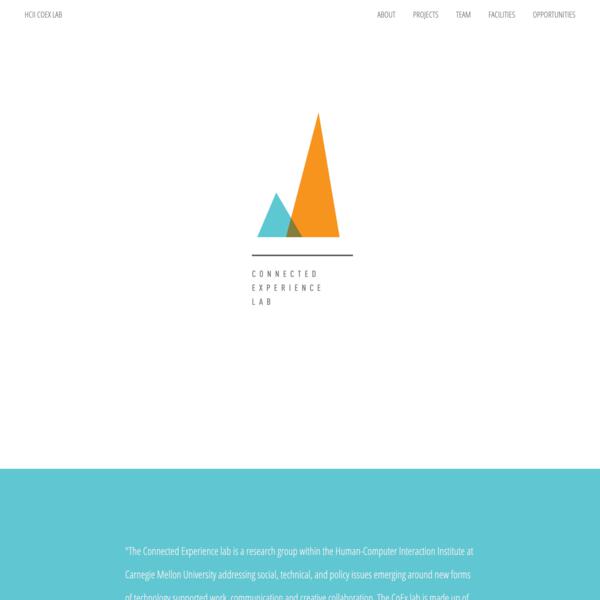 HCII COEX LAB
ABOUT PROJECTS TEAM FACILITIES OPPORTUNITIES
CONNECTED
EXPERIENCE
LAB
"The Connected Experience lab is a research group within the Human-Computer Interaction Institute at
Carnegie Mellon University addressing social, technical, and policy issues emerging around new forms
of technology supported work, communication and creative collaboration. The CoEx lab is made up of